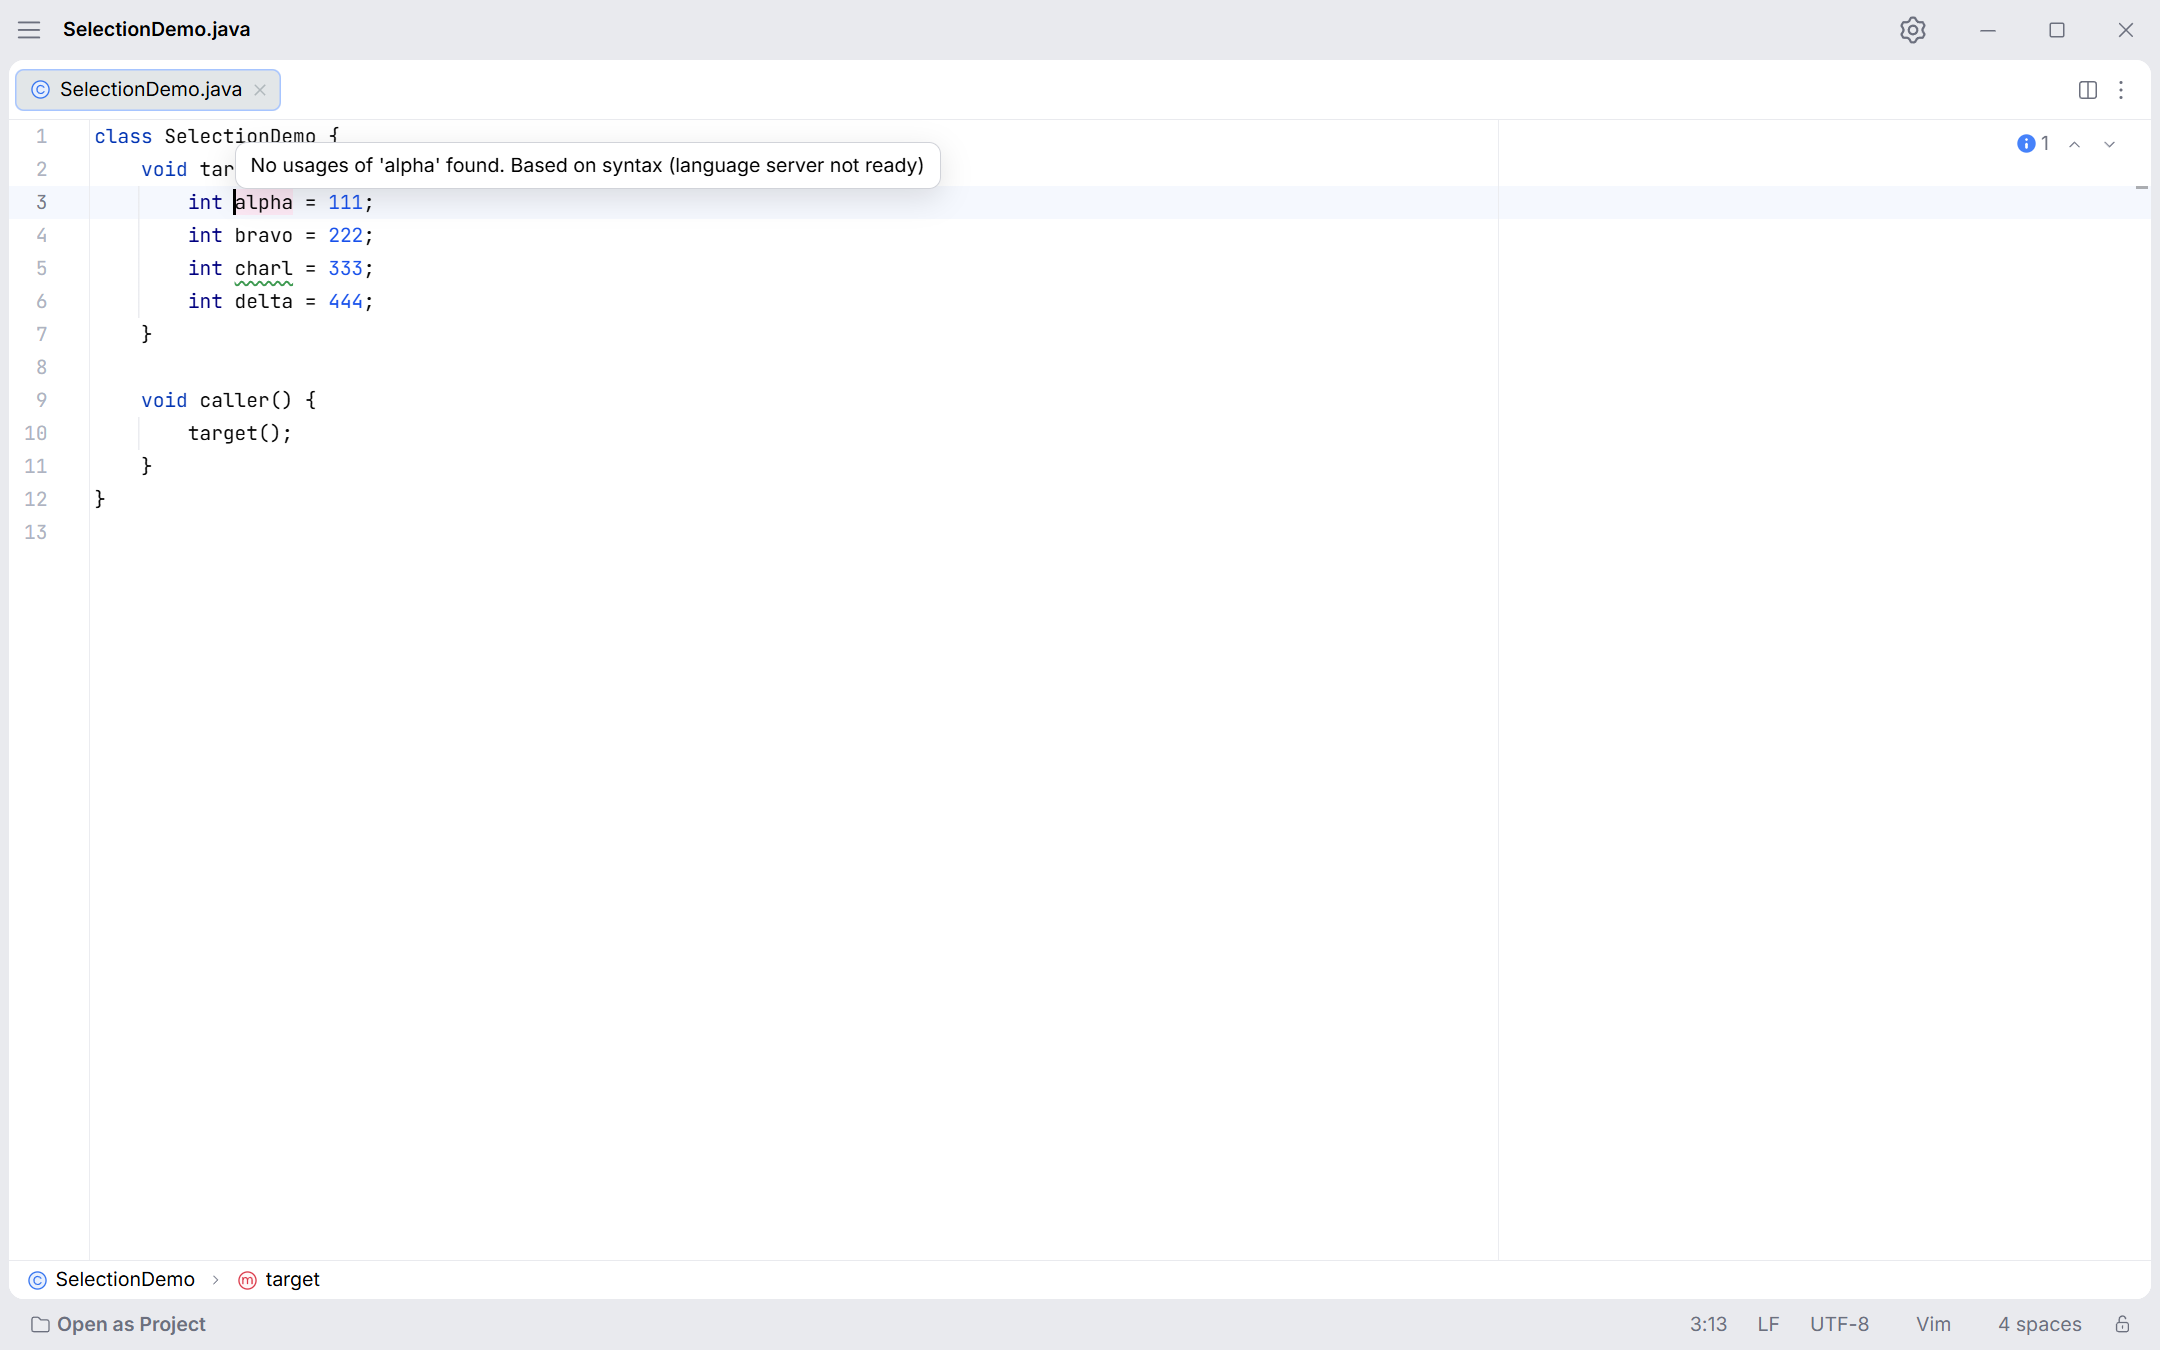 SelectionDemo.java
SelectionDemo.java
1 class SelectionDemo {
No usages of 'alpha' found. Based on syntax (language server not ready)
2 void tar
3 int alpha = 111;
4 int bravo = 222;
5 int charl = 333;
6 int delta = 444;
7 }
8
9 void caller() {
10 target();
11 }
12 }
13
1
SelectionDemo > target
Open as Project
3:13 LF UTF-8 Vim 4 spaces